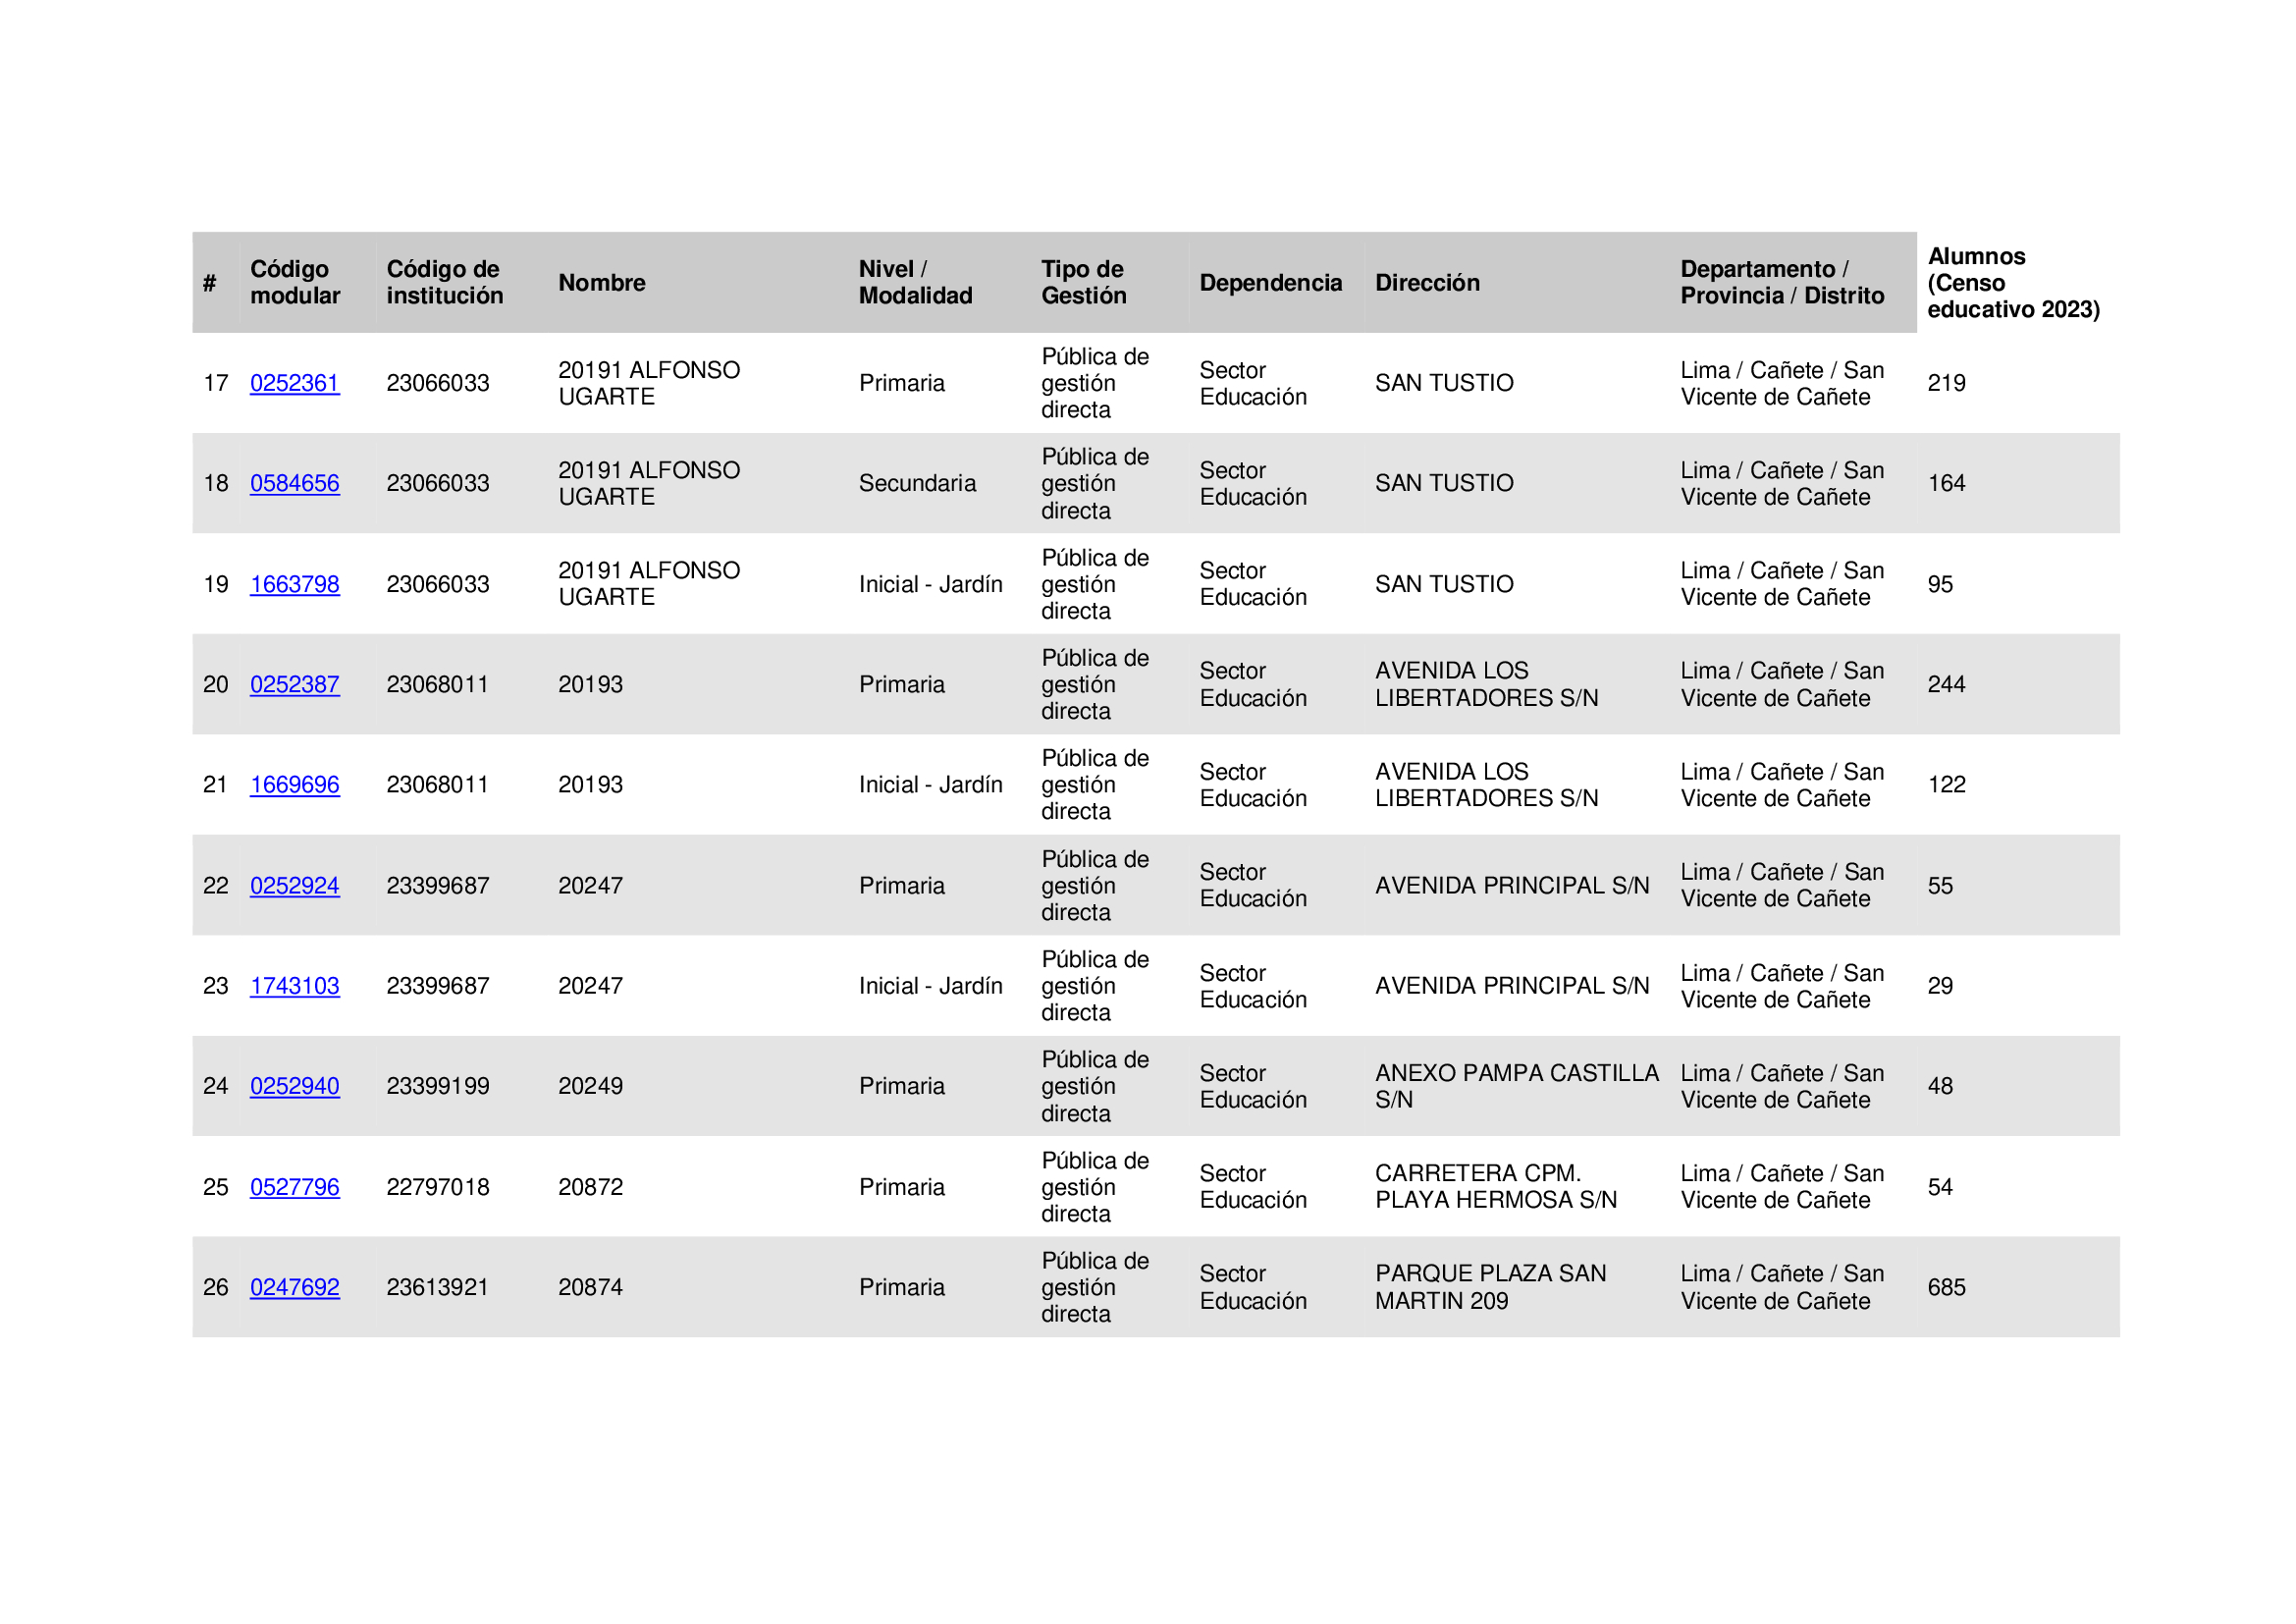 # Código modular Código de institución Nombre Nivel / Modalidad Tipo de Gestión Dependencia Dirección Departamento / Provincia / Distrito Alumnos (Censo educativo 2023)
17 0252361 23066033 20191 ALFONSO UGARTE Primaria Pública de gestión directa Sector Educación SAN TUSTIO Lima / Cañete / San Vicente de Cañete 219
18 0584656 23066033 20191 ALFONSO UGARTE Secundaria Pública de gestión directa Sector Educación SAN TUSTIO Lima / Cañete / San Vicente de Cañete 164
19 1663798 23066033 20191 ALFONSO UGARTE Inicial - Jardín Pública de gestión directa Sector Educación SAN TUSTIO Lima / Cañete / San Vicente de Cañete 95
20 0252387 23068011 20193 Primaria Pública de gestión directa Sector Educación AVENIDA LOS LIBERTADORES S/N Lima / Cañete / San Vicente de Cañete 244
21 1669696 23068011 20193 Inicial - Jardín Pública de gestión directa Sector Educación AVENIDA LOS LIBERTADORES S/N Lima / Cañete / San Vicente de Cañete 122
22 0252924 23399687 20247 Primaria Pública de gestión directa Sector Educación AVENIDA PRINCIPAL S/N Lima / Cañete / San Vicente de Cañete 55
23 1743103 23399687 20247 Inicial - Jardín Pública de gestión directa Sector Educación AVENIDA PRINCIPAL S/N Lima / Cañete / San Vicente de Cañete 29
24 0252940 23399199 20249 Primaria Pública de gestión directa Sector Educación ANEXO PAMPA CASTILLA S/N Lima / Cañete / San Vicente de Cañete 48
25 0527796 22797018 20872 Primaria Pública de gestión directa Sector Educación CARRETERA CPM. PLAYA HERMOSA S/N Lima / Cañete / San Vicente de Cañete 54
26 0247692 23613921 20874 Primaria Pública de gestión directa Sector Educación PARQUE PLAZA SAN MARTIN 209 Lima / Cañete / San Vicente de Cañete 685